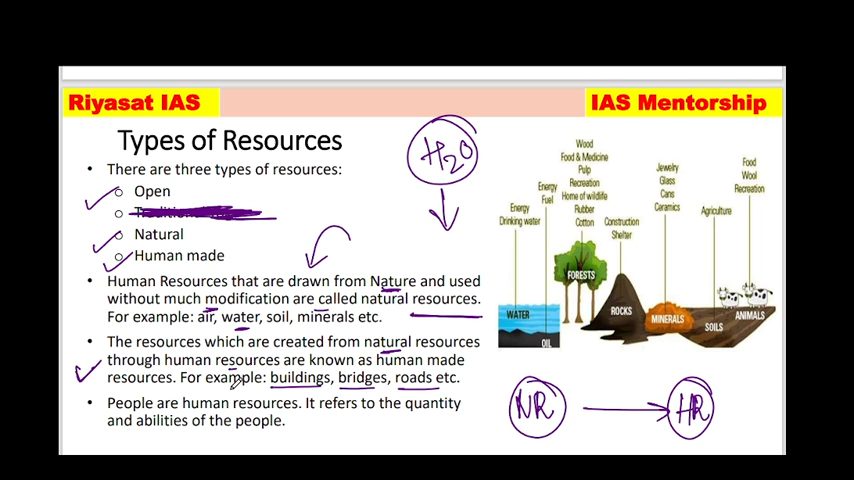 Riyasat IAS
IAS Mentorship
Types of Resources
• There are three types of resources:
o Open
o
o Natural
o Human made
• Human Resources that are drawn from Nature and used
without much modification are called natural resources.
For example: air, water, soil, minerals etc.
• The resources which are created from natural resources
through human resources are known as human made
resources. For example: buildings, bridges, roads etc.
• People are human resources. It refers to the quantity
and abilities of the people.
H2O
Energy
Drinking water
Energy
Fuel
Wood
Food & Medicine
Pulp
Recreation
Home of wildlife
Rubber
Cotton
Construction
Shelter
Jewelry
Glass
Cans
Ceramics
Agriculture
Food
Wool
Recreation
WATER
OIL
FORESTS
ROCKS
MINERALS
SOILS
ANIMALS
NR
HR